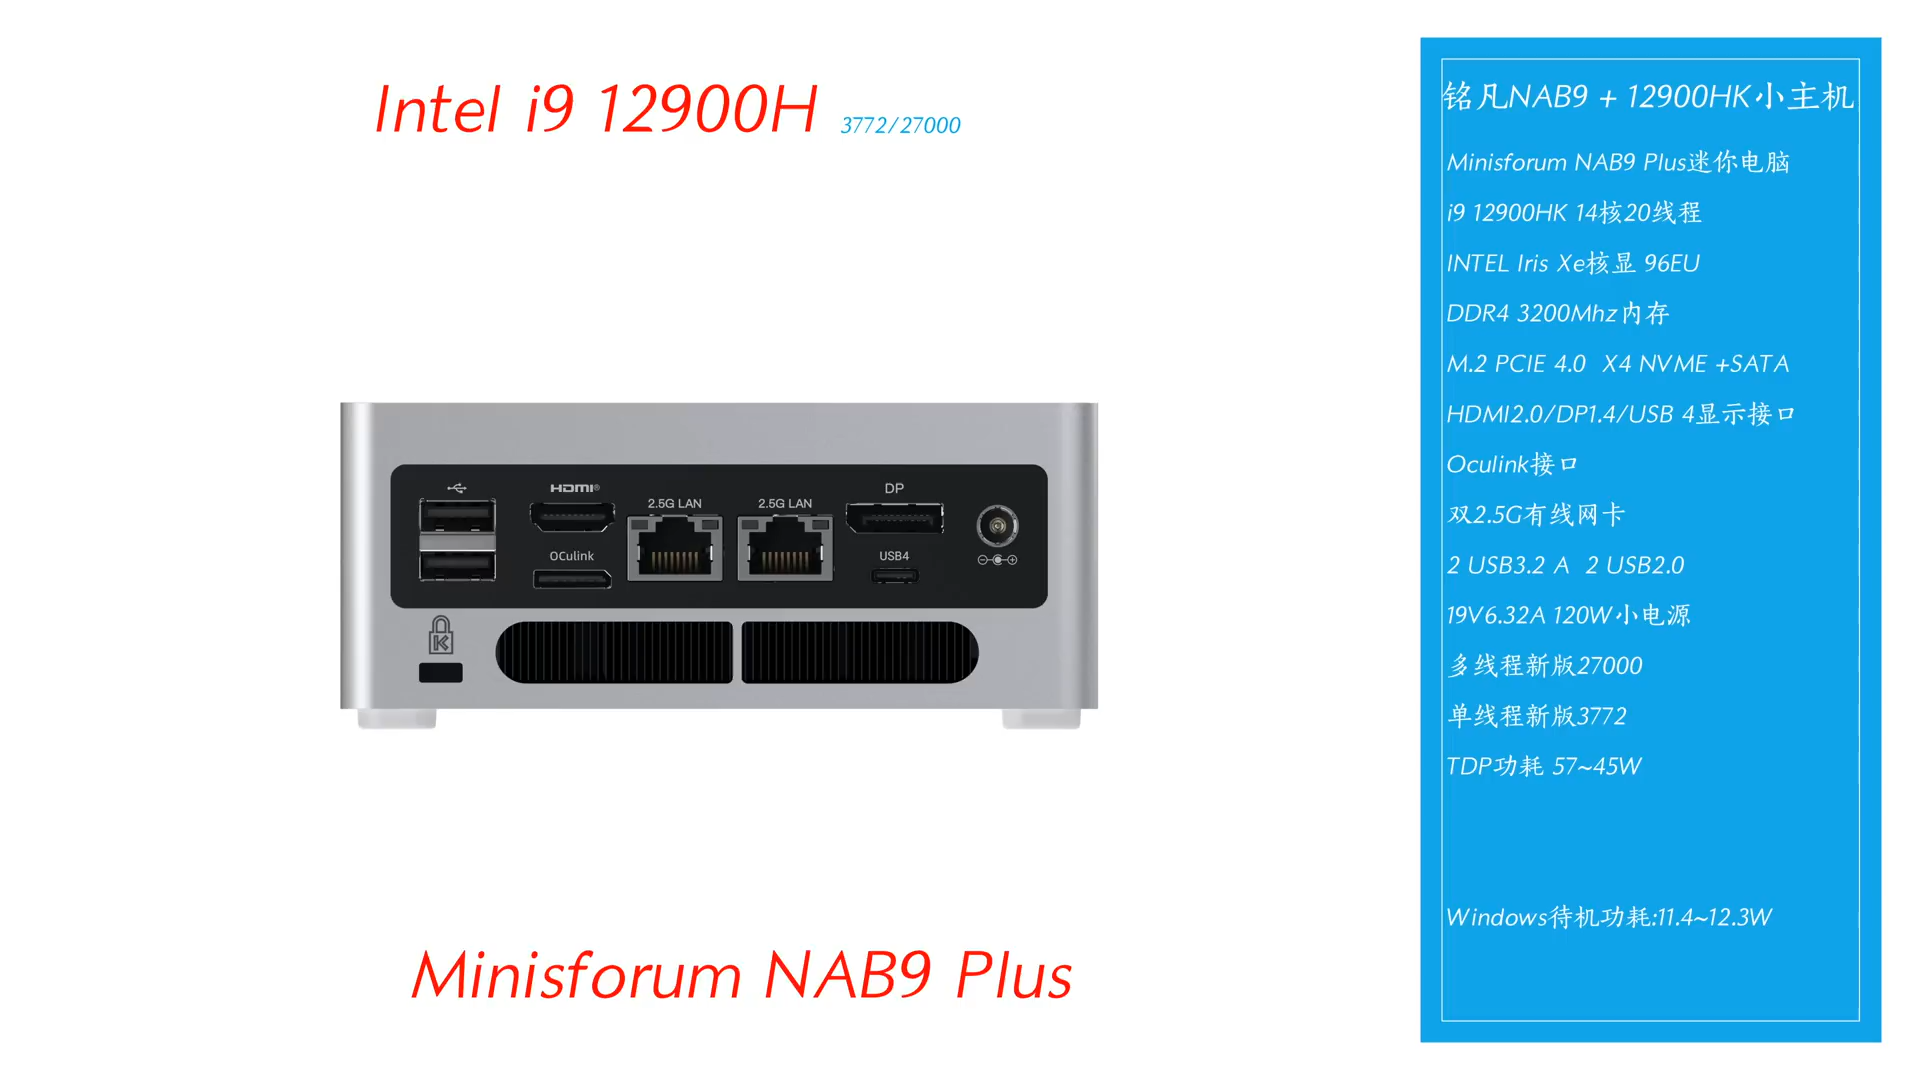 Intel i9 12900H 3772/27000
HDMI®
2.5G LAN
2.5G LAN
DP
OCulink
USB4
K
Minisforum NAB9 Plus
铭凡NAB9 + 12900HK小主机
Minisforum NAB9 Plus迷你电脑
i9 12900HK 14核20线程
INTEL Iris Xe核显 96EU
DDR4 3200Mhz内存
M.2 PCIE 4.0 X4 NVME +SATA
HDMI2.0/DP1.4/USB 4显示接口
Oculink接口
双2.5G有线网卡
2 USB3.2 A 2 USB2.0
19V6.32A 120W小电源
多线程新版27000
单线程新版3772
TDP功耗 57~45W
Windows待机功耗:11.4~12.3W